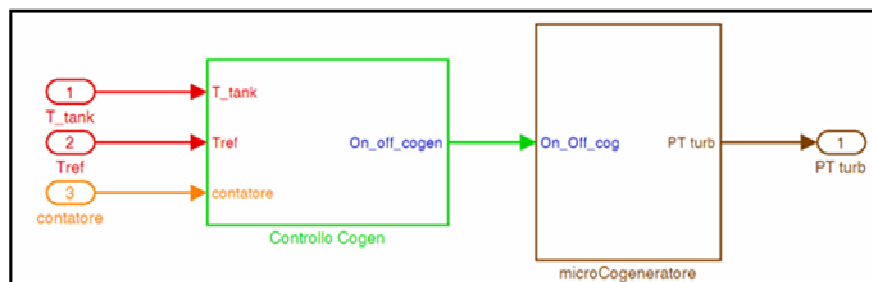 1
T_tank
T_tank
2
Tref
Tref
On_off_cogen
On_Off_cog
PT turb
1
PT turb
3
contatore
contatore
Controllo Cogen
microCogeneratore